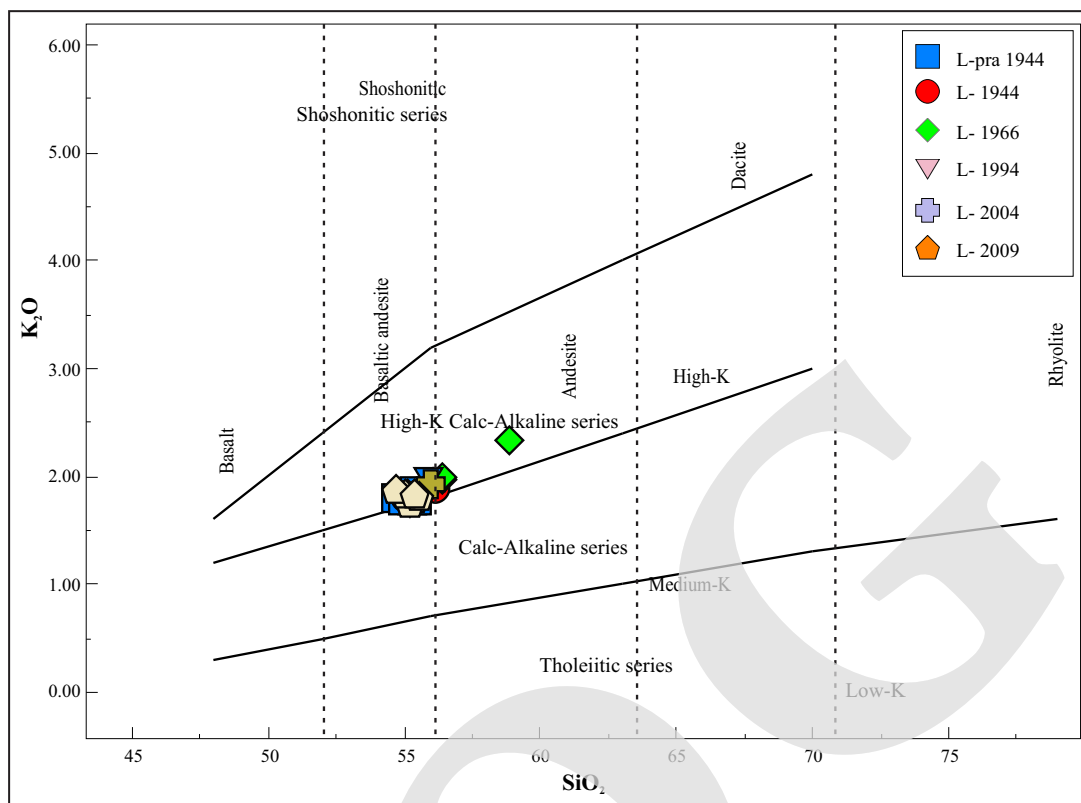 6.00
5.00
4.00
3.00
2.00
1.00
0.00
K₂O
45
50
55
60
65
70
75
SiO₂
Shoshonitic
Shoshonitic series
Basalt
Basaltic andesite
Andesite
Dacite
Rhyolite
High-K
High-K Calc-Alkaline series
Calc-Alkaline series
Medium-K
Tholeiitic series
Low-K
L-pra 1944
L- 1944
L- 1966
L- 1994
L- 2004
L- 2009
G